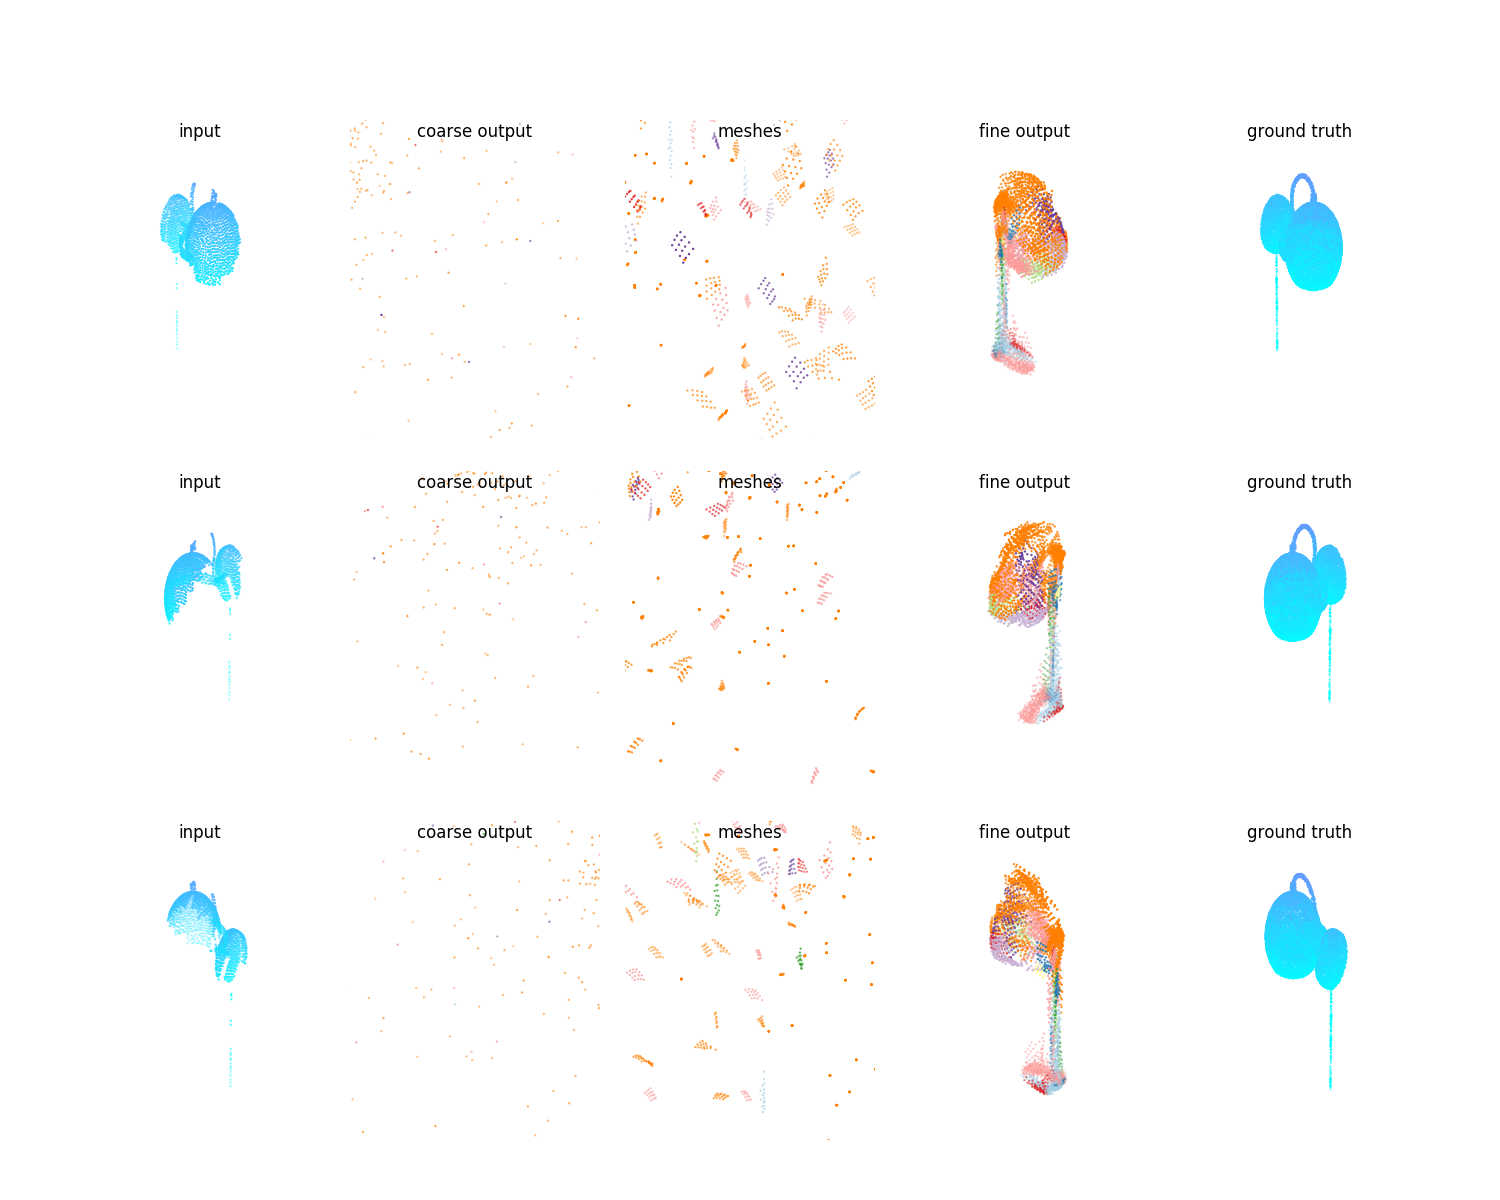 input
coarse output
meshes
fine output
ground truth
input
coarse output
meshes
fine output
ground truth
input
coarse output
meshes
fine output
ground truth